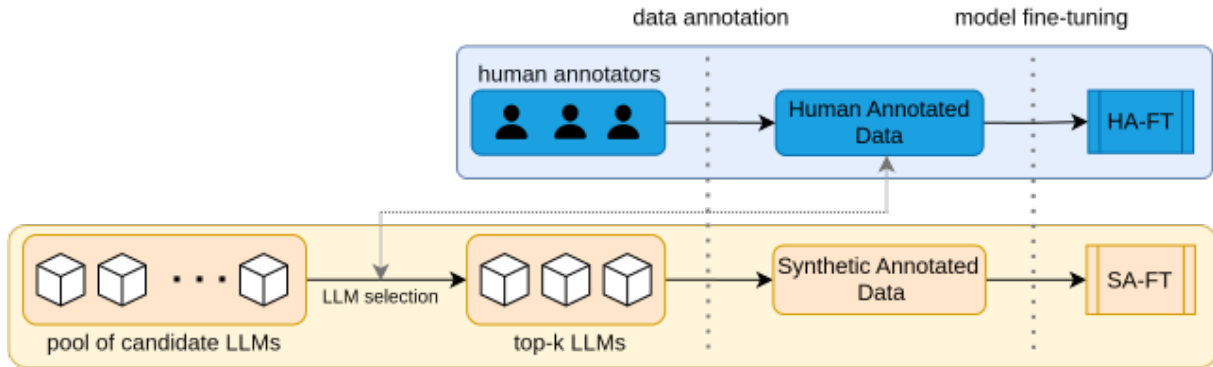 data annotation
model fine-tuning
human annotators
Human Annotated
Data
HA-FT
LLM selection
Synthetic Annotated
Data
SA-FT
pool of candidate LLMs
top-k LLMs